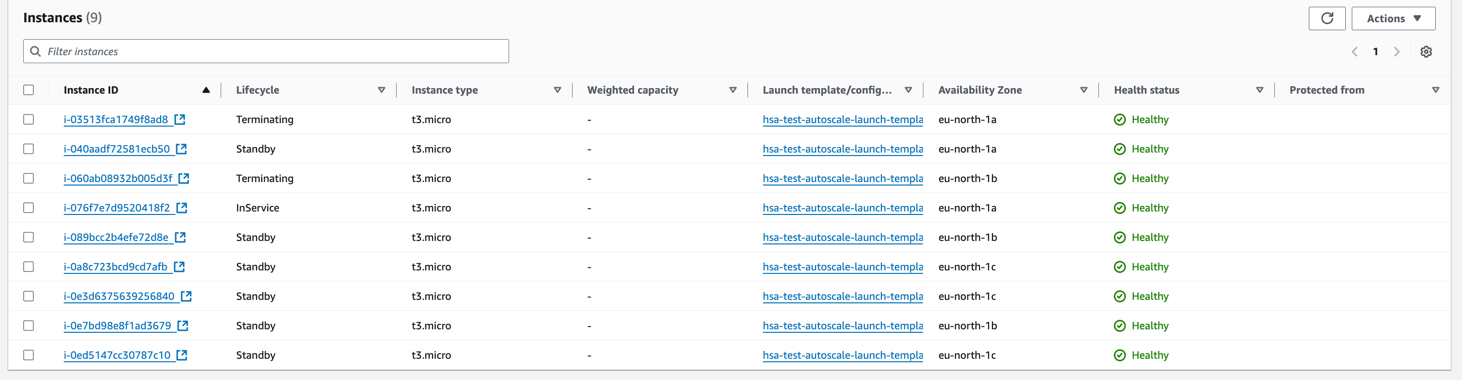 Instances (9)
Actions
Filter instances
1
Instance ID Lifecycle Instance type Weighted capacity Launch template/config... Availability Zone Health status Protected from
i-03513fca1749f8ad8 Terminating t3.micro - hsa-test-autoscale-launch-templa eu-north-1a Healthy
i-040aadf72581ecb50 Standby t3.micro - hsa-test-autoscale-launch-templa eu-north-1a Healthy
i-060ab08932b005d3f Terminating t3.micro - hsa-test-autoscale-launch-templa eu-north-1b Healthy
i-076f7e7d9520418f2 InService t3.micro - hsa-test-autoscale-launch-templa eu-north-1a Healthy
i-089bcc2b4efe72d8e Standby t3.micro - hsa-test-autoscale-launch-templa eu-north-1b Healthy
i-0a8c723bcd9cd7afb Standby t3.micro - hsa-test-autoscale-launch-templa eu-north-1c Healthy
i-0e3d6375639256840 Standby t3.micro - hsa-test-autoscale-launch-templa eu-north-1c Healthy
i-0e7bd98e8f1ad3679 Standby t3.micro - hsa-test-autoscale-launch-templa eu-north-1b Healthy
i-0ed5147cc30787c10 Standby t3.micro - hsa-test-autoscale-launch-templa eu-north-1c Healthy